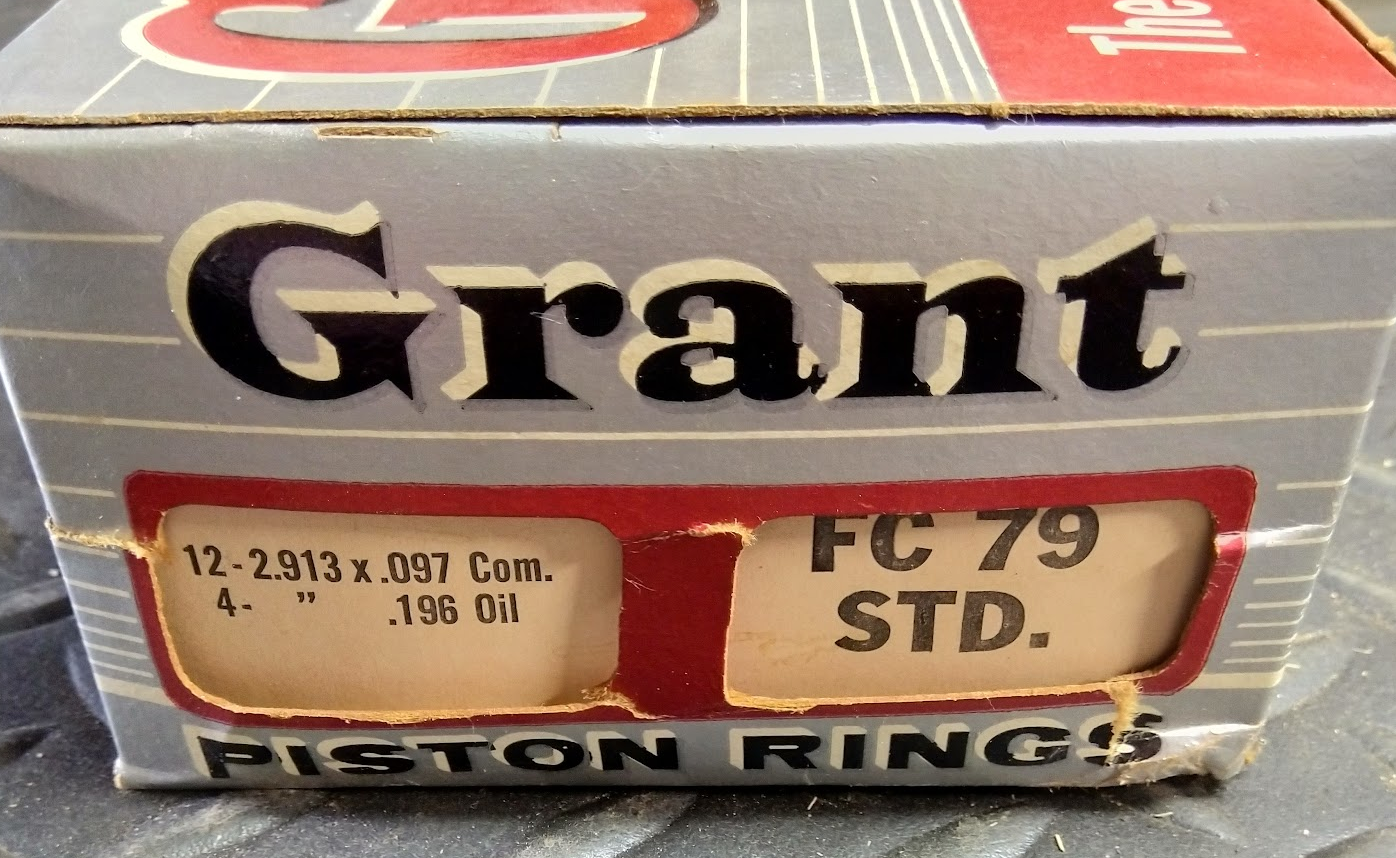 The
Grant
12-2.913 x .097 Com.
4- " .196 Oil
FC 79
STD.
PISTON RINGS